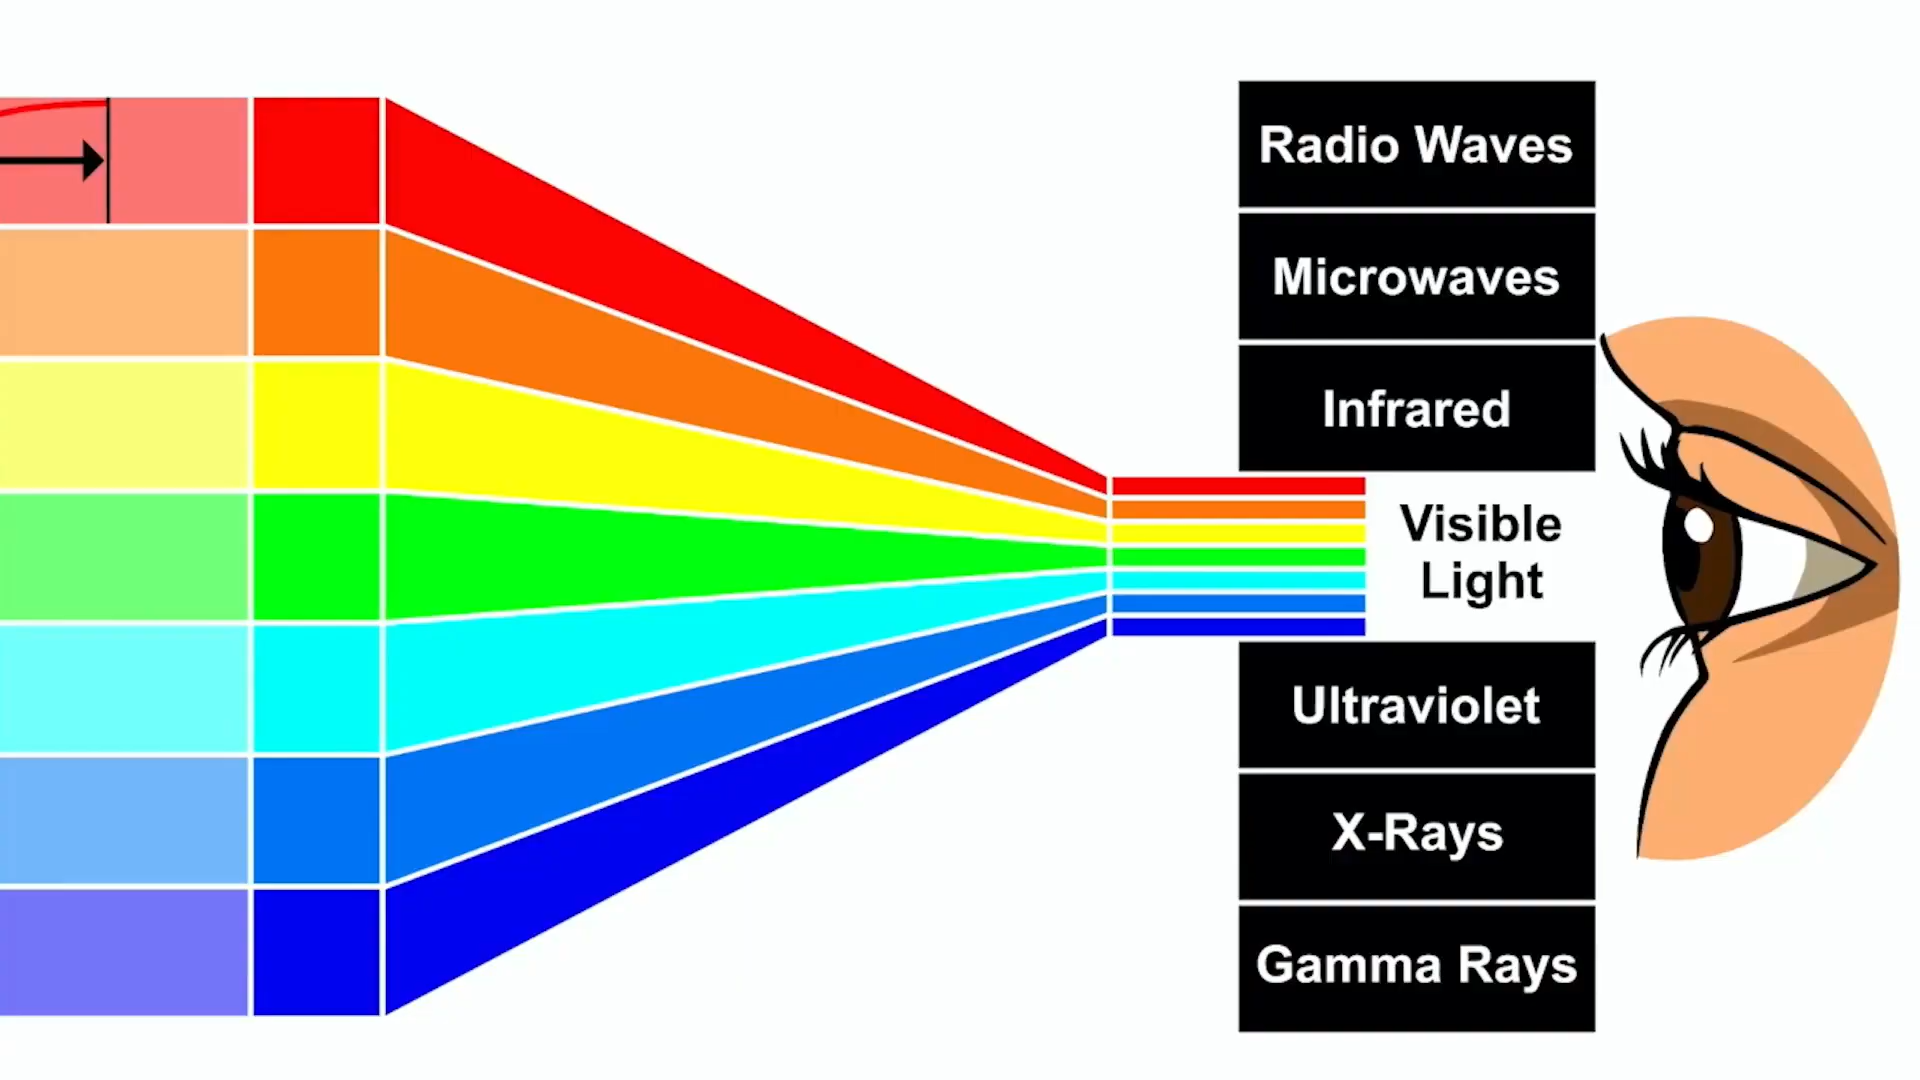 Radio Waves
Microwaves
Infrared
Visible
Light
Ultraviolet
X-Rays
Gamma Rays